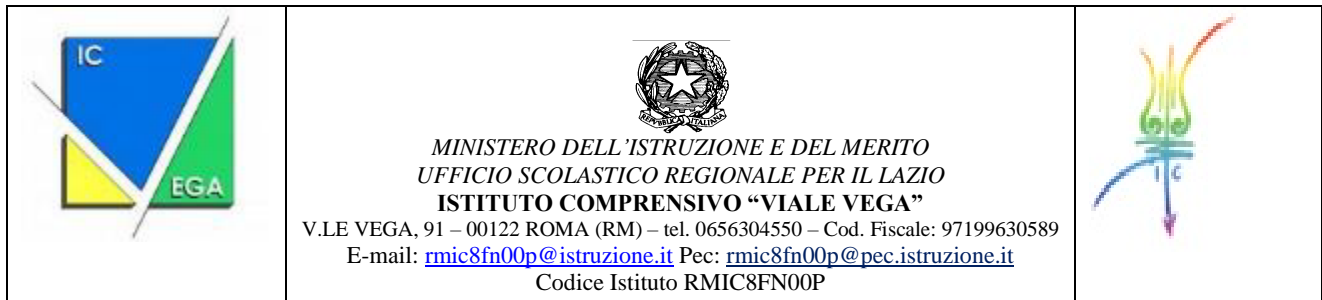 IC
EGA
REPVBBLICA ITALIANA
MINISTERO DELL’ISTRUZIONE E DEL MERITO
UFFICIO SCOLASTICO REGIONALE PER IL LAZIO
ISTITUTO COMPRENSIVO “VIALE VEGA”
V.LE VEGA, 91 – 00122 ROMA (RM) – tel. 0656304550 – Cod. Fiscale: 97199630589
E-mail: rmic8fn00p@istruzione.it Pec: rmic8fn00p@pec.istruzione.it
Codice Istituto RMIC8FN00P
I C